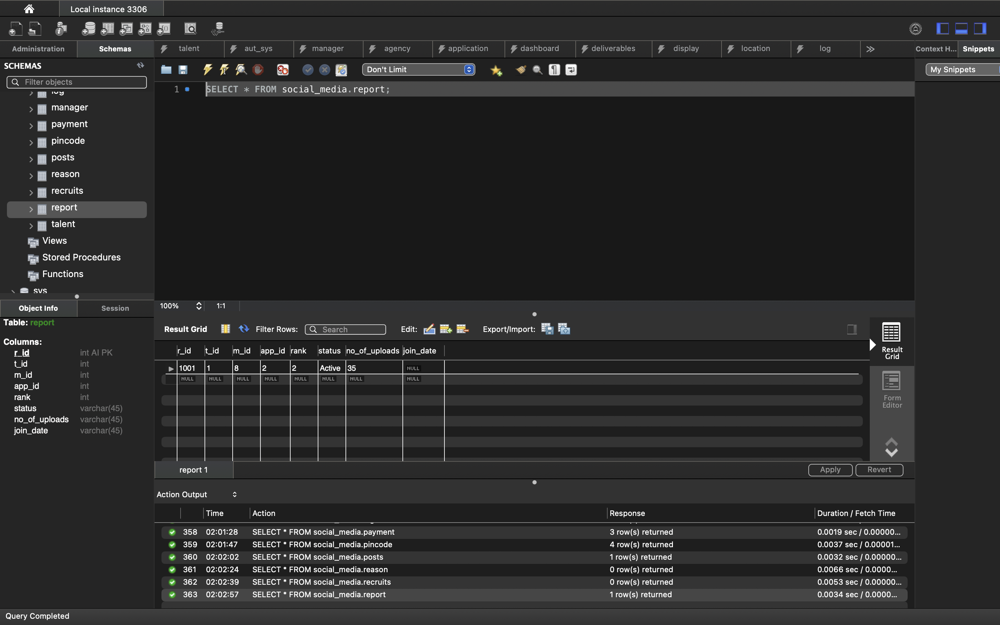 Local instance 3306
Administration Schemas talent aut_sys manager agency application dashboard deliverables display location log Context H... Snippets
SCHEMAS
Filter objects
Don't Limit
My Snippets
1 SELECT * FROM social_media.report;
log
manager
payment
pincode
posts
reason
recruits
report
talent
Views
Stored Procedures
Functions
sys
100% 1:1
Object Info Session
Table: report
Columns:
r_id int AI PK
t_id int
m_id int
app_id int
rank int
status varchar(45)
no_of_uploads varchar(45)
join_date varchar(45)
Result Grid Filter Rows: Search Edit: Export/Import:
r_id t_id m_id app_id rank status no_of_uploads join_date
1001 1 8 2 2 Active 35 NULL
NULL NULL NULL NULL NULL NULL NULL NULL
Result
Grid
Form
Editor
report 1
Apply Revert
Action Output
Time Action Response Duration / Fetch Time
358 02:01:28 SELECT * FROM social_media.payment 3 row(s) returned 0.0019 sec / 0.00000...
359 02:01:47 SELECT * FROM social_media.pincode 4 row(s) returned 0.0037 sec / 0.00001...
360 02:02:02 SELECT * FROM social_media.posts 1 row(s) returned 0.0032 sec / 0.00000...
361 02:02:24 SELECT * FROM social_media.reason 0 row(s) returned 0.0066 sec / 0.0000...
362 02:02:39 SELECT * FROM social_media.recruits 0 row(s) returned 0.0053 sec / 0.00000...
363 02:02:57 SELECT * FROM social_media.report 1 row(s) returned 0.0034 sec / 0.0000...
Query Completed